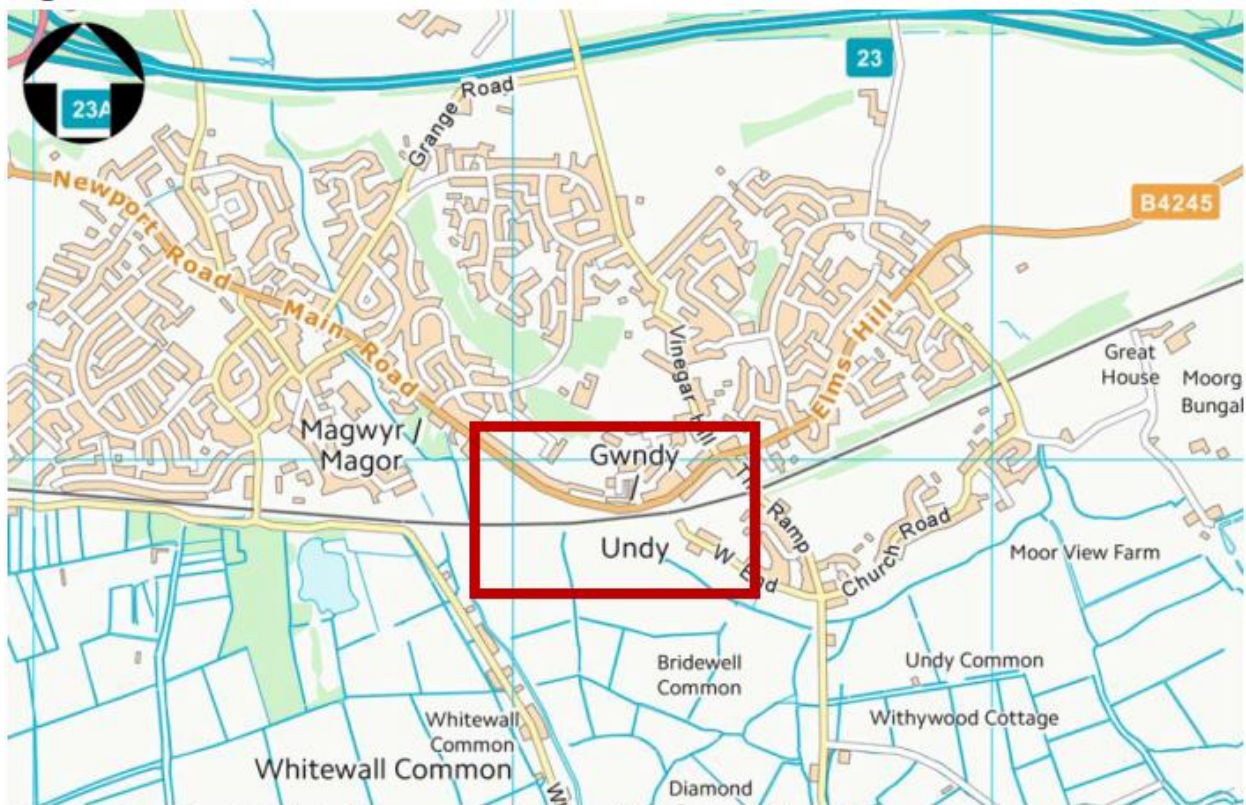 23A
23
Grange Road
Newport Road
Main Road
B4245
Vinegar Hill
Elms Hill
Great
House
Magwyr /
Magor
Gwndy
/
Undy
The Ramp
W End
Church Road
Moor View Farm
Bridewell
Common
Undy Common
Withywood Cottage
Whitewall
Common
Whitewall Common
Diamond